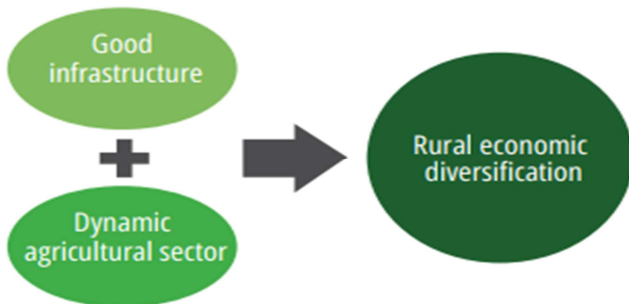 Good
infrastructure
Dynamic
agricultural sector
Rural economic
diversification